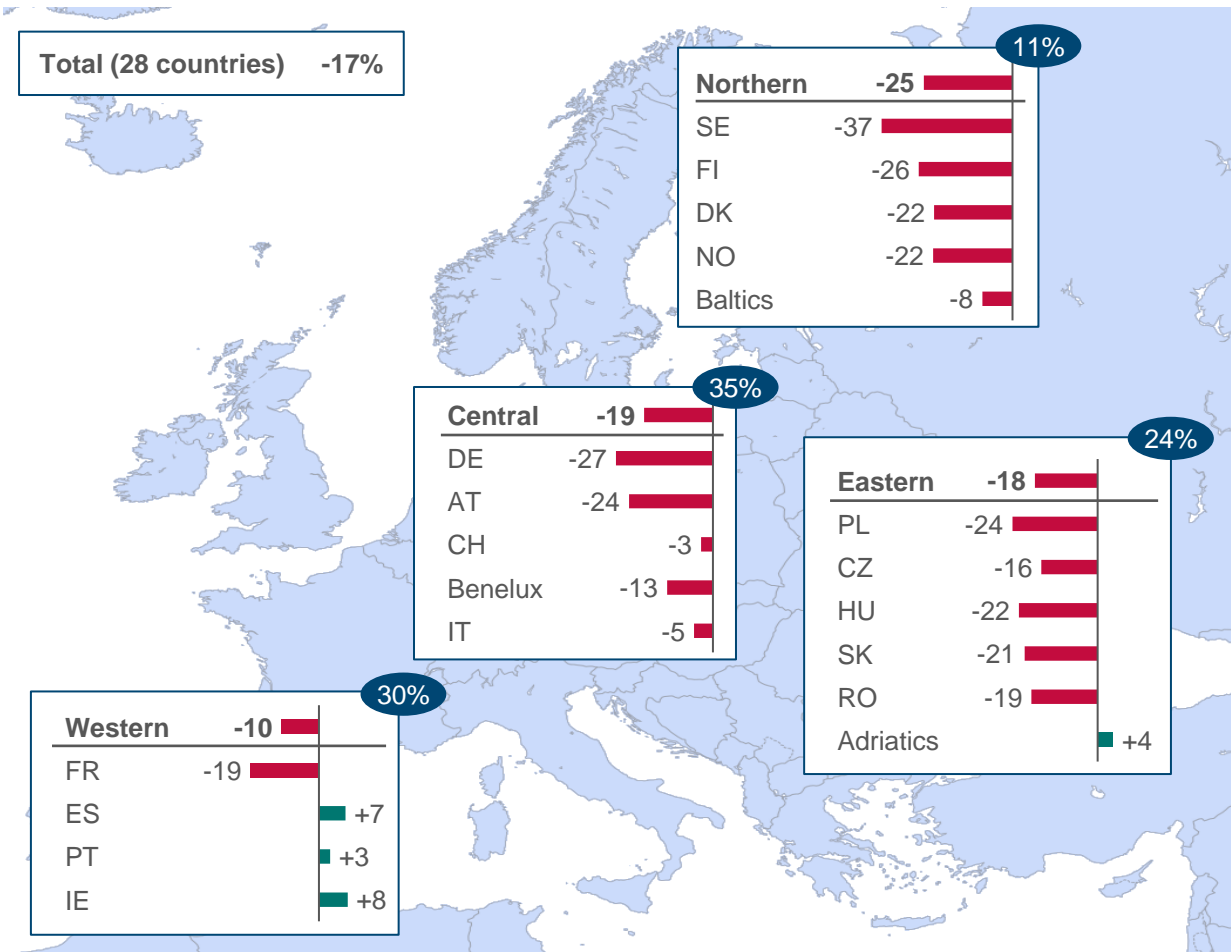 Total (28 countries) -17%
11%
Northern -25
SE -37
FI -26
DK -22
NO -22
Baltics -8
35%
Central -19
DE -27
AT -24
CH -3
Benelux -13
IT -5
24%
Eastern -18
PL -24
CZ -16
HU -22
SK -21
RO -19
Adriatics +4
30%
Western -10
FR -19
ES +7
PT +3
IE +8